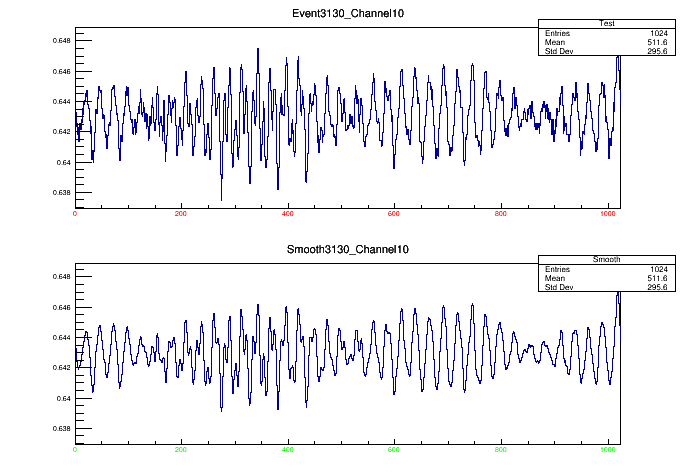 Event3130_Channel10
Test
Entries 1024
Mean 511.6
Std Dev 295.6
0.648
0.646
0.644
0.642
0.64
0.638
0 200 400 600 800 1000
Smooth3130_Channel10
Smooth
Entries 1024
Mean 511.6
Std Dev 295.6
0.648
0.646
0.644
0.642
0.64
0.638
0 200 400 600 800 1000